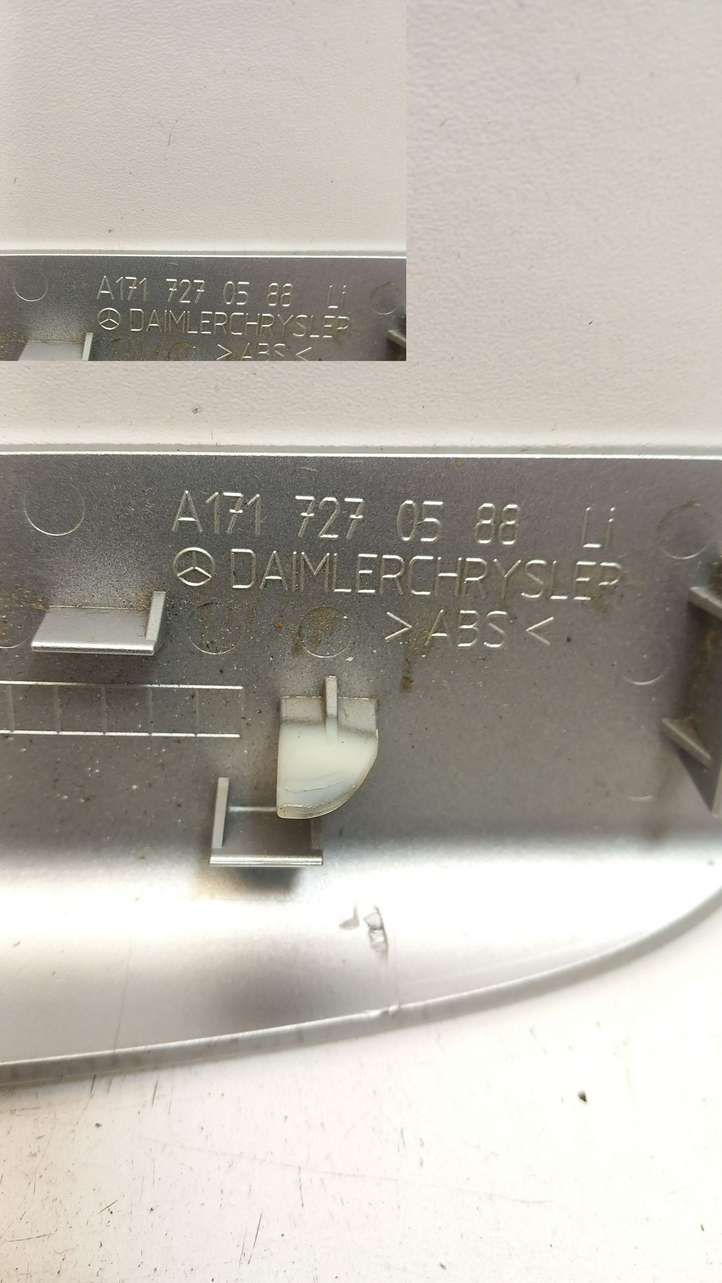 A171 727 05 88 Li
DAIMLERCHRYSLER
>ABS<
A171 727 05 88 Li
DAIMLERCHRYSLER
>ABS<